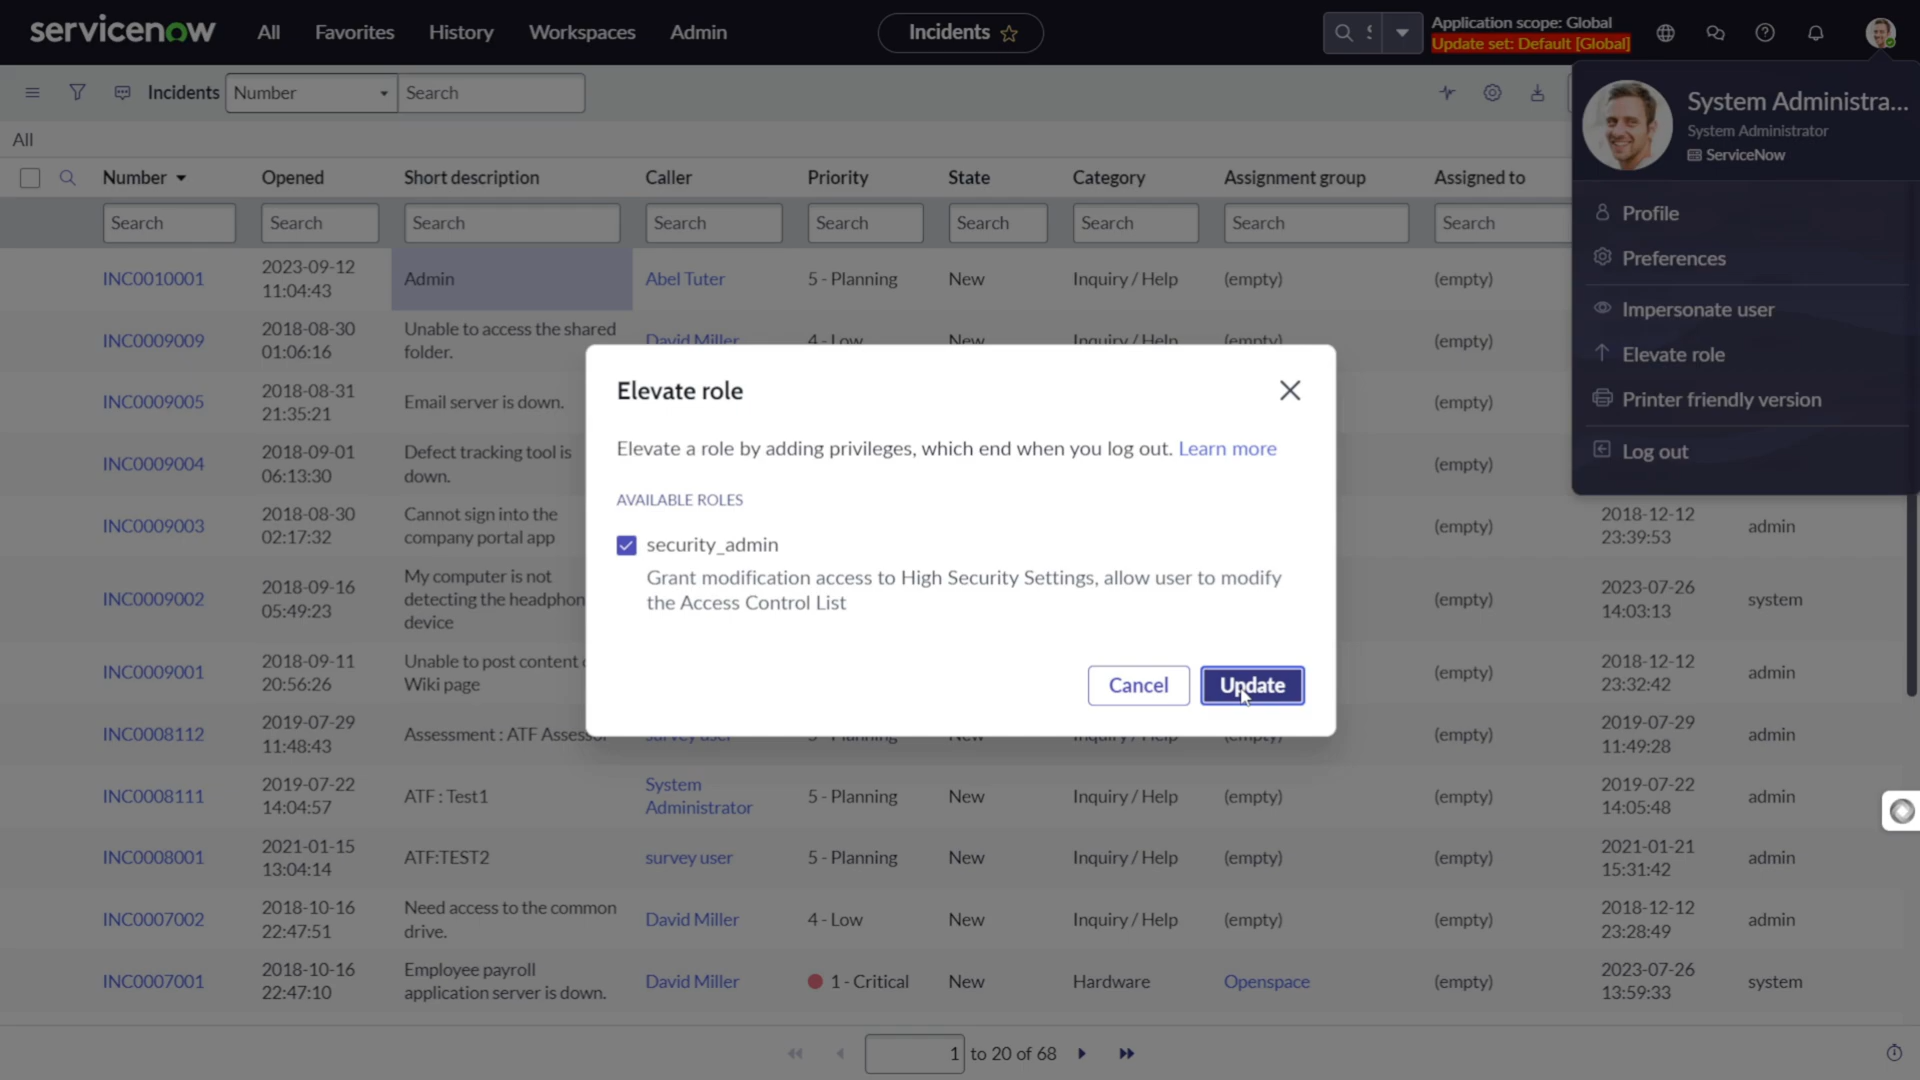 servicenow
All
Favorites
History
Workspaces
Admin
Incidents
Application scope: Global
Update set: Default [Global]
Incidents
Number
Search
System Administra...
System Administrator
ServiceNow
Profile
Preferences
Impersonate user
Elevate role
Printer friendly version
Log out
All
Number
Opened
Short description
Caller
Priority
State
Category
Assignment group
Assigned to
Search
Search
Search
Search
Search
Search
Search
Search
Search
INC0010001
2023-09-12
11:04:43
Admin
Abel Tuter
5 - Planning
New
Inquiry / Help
(empty)
(empty)
INC0009009
2018-08-30
01:06:16
Unable to access the shared
folder.
David Miller
4 - Low
New
Inquiry / Help
(empty)
(empty)
INC0009005
2018-08-31
21:35:21
Email server is down.
(empty)
INC0009004
2018-09-01
06:13:30
Defect tracking tool is
down.
(empty)
INC0009003
2018-08-30
02:17:32
Cannot sign into the
company portal app
(empty)
2018-12-12
23:39:53
admin
INC0009002
2018-09-16
05:49:23
My computer is not
detecting the headphon
device
(empty)
2023-07-26
14:03:13
system
INC0009001
2018-09-11
20:56:26
Unable to post content
Wiki page
(empty)
2018-12-12
23:32:42
admin
INC0008112
2019-07-29
11:48:43
Assessment : ATF Assessor
survey user
5 - Planning
New
Inquiry / Help
(empty)
(empty)
2019-07-29
11:49:28
admin
INC0008111
2019-07-22
14:04:57
ATF : Test1
System
Administrator
5 - Planning
New
Inquiry / Help
(empty)
(empty)
2019-07-22
14:05:48
admin
INC0008001
2021-01-15
13:04:14
ATF:TEST2
survey user
5 - Planning
New
Inquiry / Help
(empty)
(empty)
2021-01-21
15:31:42
admin
INC0007002
2018-10-16
22:47:51
Need access to the common
drive.
David Miller
4 - Low
New
Inquiry / Help
(empty)
(empty)
2018-12-12
23:28:49
admin
INC0007001
2018-10-16
22:47:10
Employee payroll
application server is down.
David Miller
1 - Critical
New
Hardware
Openspace
(empty)
2023-07-26
13:59:33
system
1 to 20 of 68
Elevate role
Elevate a role by adding privileges, which end when you log out. Learn more
AVAILABLE ROLES
security_admin
Grant modification access to High Security Settings, allow user to modify
the Access Control List
Cancel
Update